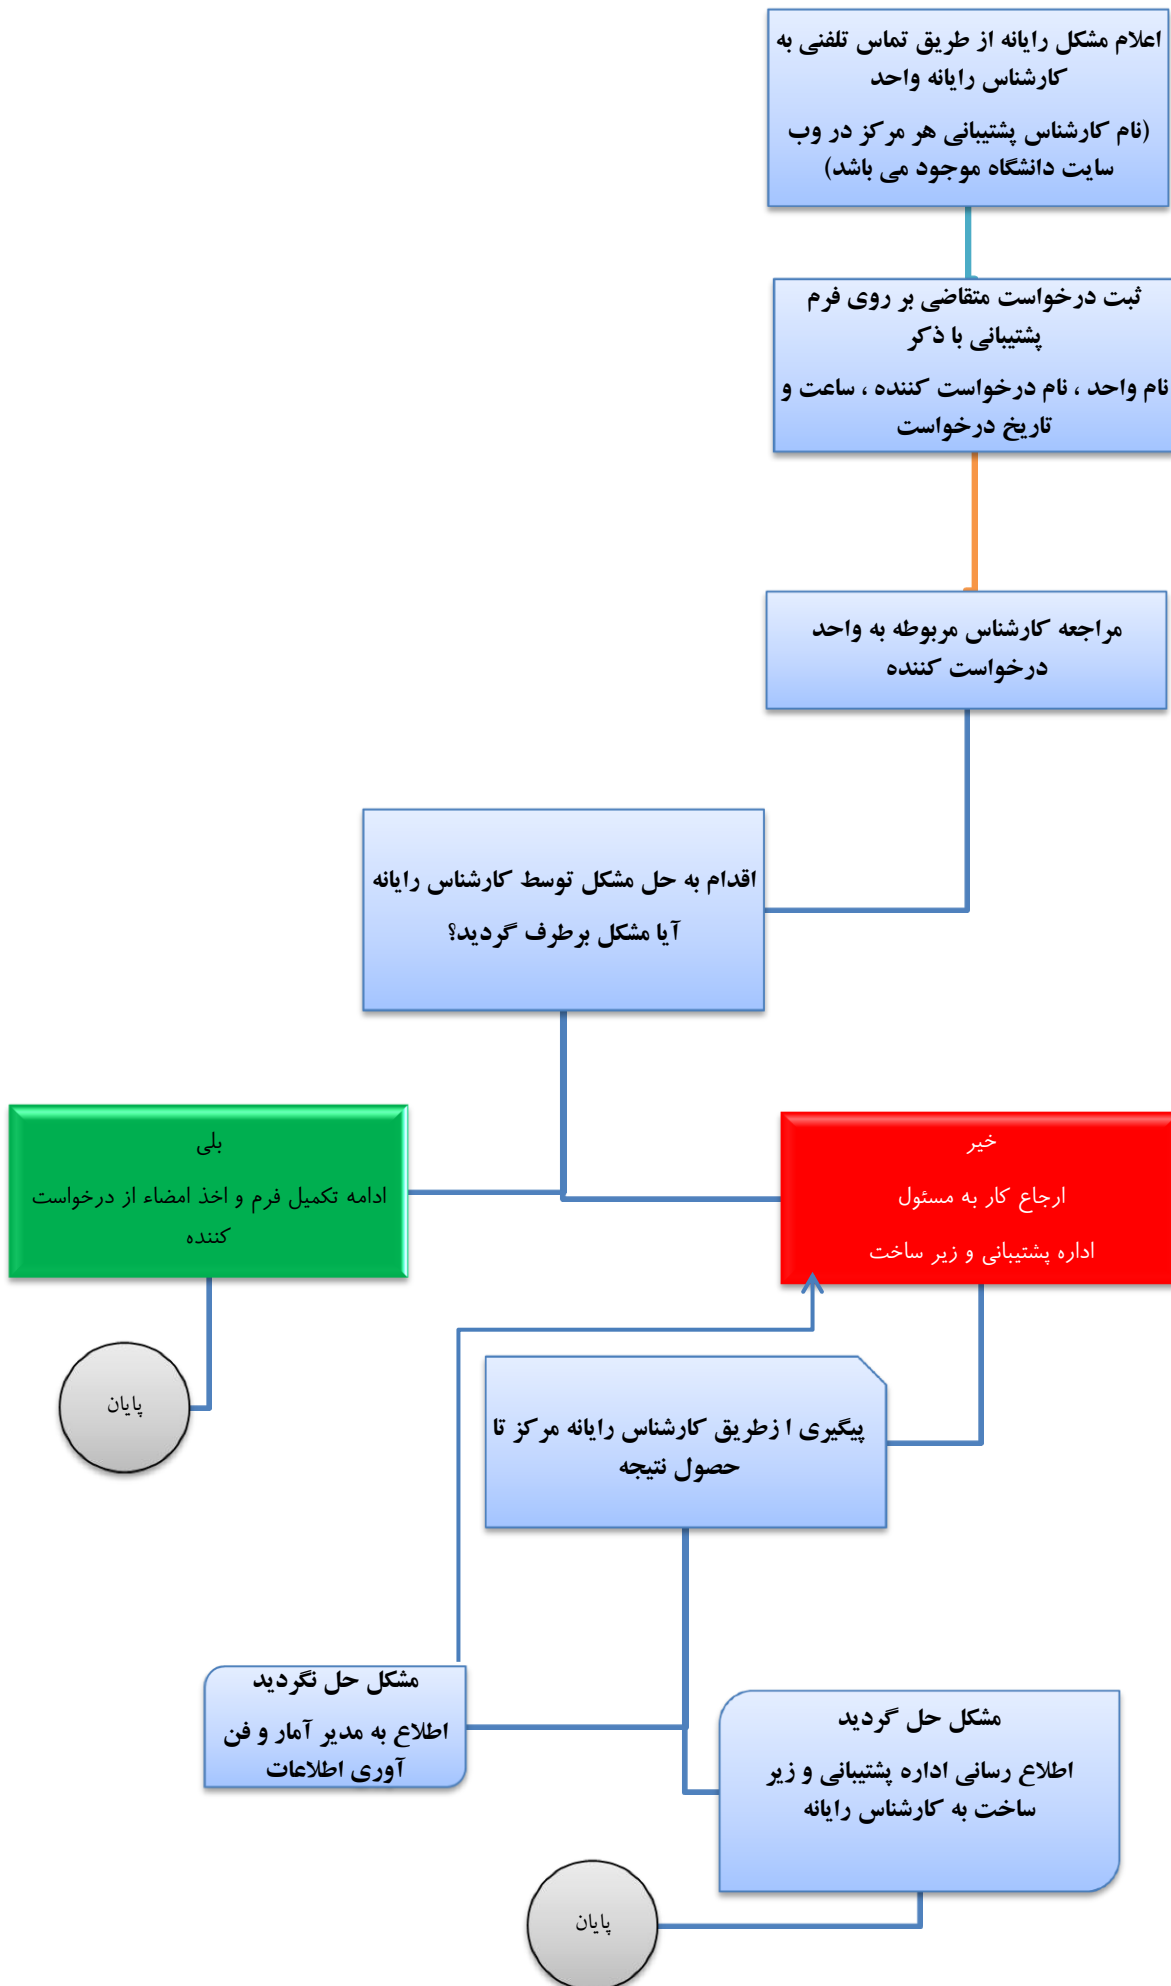 اعلام مشکل رایانه از طریق تماس تلفنی به
کارشناس رایانه واحد
(نام کارشناس پشتیبانی هر مرکز در وب
سایت دانشگاه موجود می باشد)
ثبت درخواست متقاضی بر روی فرم
پشتیبانی با ذکر
نام واحد ، نام درخواست کننده ، ساعت و
تاریخ درخواست
مراجعه کارشناس مربوطه به واحد
درخواست کننده
اقدام به حل مشکل توسط کارشناس رایانه
آیا مشکل برطرف گردید؟
خیر
ارجاع کار به مسئول
اداره پشتیبانی و زیر ساخت
بلی
ادامه تکمیل فرم و اخذ امضاء از درخواست
کننده
پایان
پیگیری ا زطریق کارشناس رایانه مرکز تا
حصول نتیجه
مشکل حل گردید
اطلاع رسانی اداره پشتیبانی و زیر
ساخت به کارشناس رایانه
مشکل حل نگردید
اطلاع به مدیر آمار و فن
آوری اطلاعات
پایان